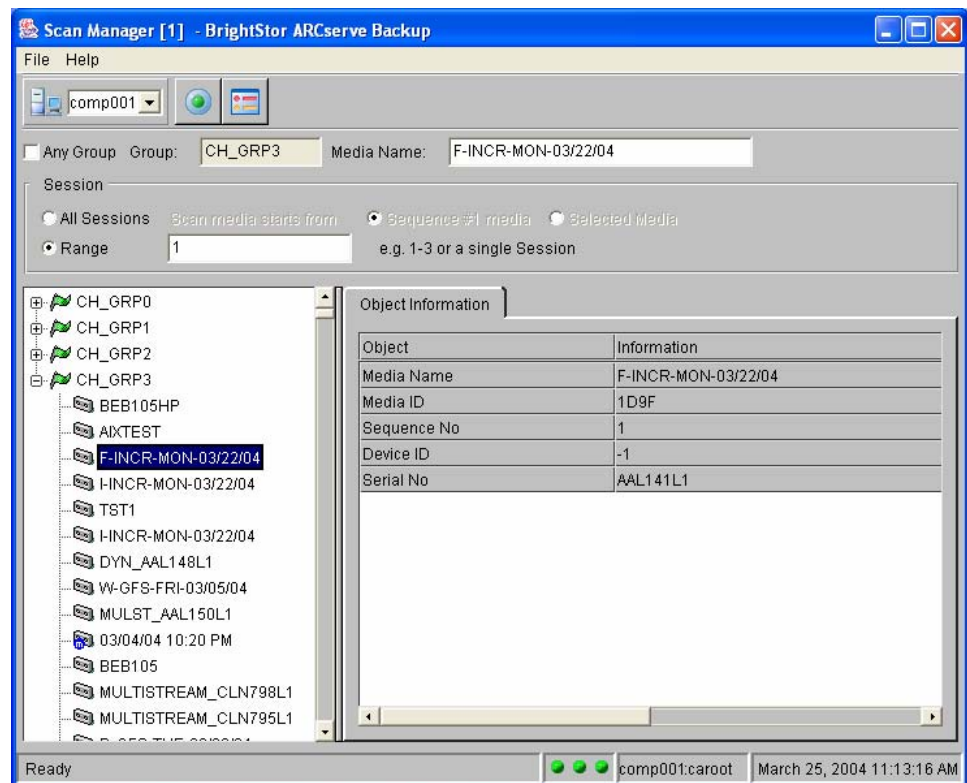 Scan Manager [1] - BrightStor ARCserve Backup
File Help
comp001
Any Group Group: CH_GRP3 Media Name: F-INCR-MON-03/22/04
Session
All Sessions Scan media starts from Sequence #1 media Selected Media
Range 1 e.g. 1-3 or a single Session
CH_GRP0
CH_GRP1
CH_GRP2
CH_GRP3
BEB105HP
AIXTEST
F-INCR-MON-03/22/04
I-INCR-MON-03/22/04
TST1
I-INCR-MON-03/22/04
DYN_AAL148L1
W-GFS-FRI-03/05/04
MULST_AAL150L1
03/04/04 10:20 PM
BEB105
MULTISTREAM_CLN798L1
MULTISTREAM_CLN795L1
Object Information
Object Information
Media Name F-INCR-MON-03/22/04
Media ID 1D9F
Sequence No 1
Device ID -1
Serial No AAL141L1
Ready comp001:caroot March 25, 2004 11:13:16 AM